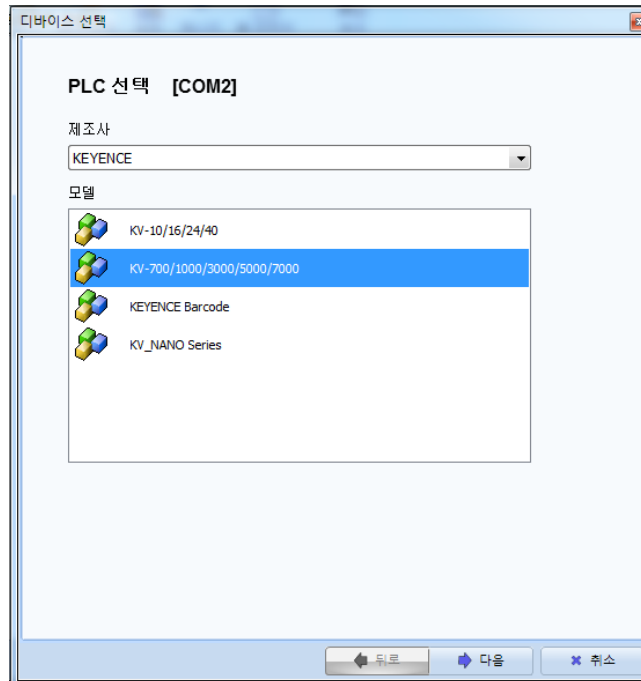 디바이스 선택
PLC 선택 [COM2]
제조사
KEYENCE
모델
KV-10/16/24/40
KV-700/1000/3000/5000/7000
KEYENCE Barcode
KV_NANO Series
뒤로 다음 취소